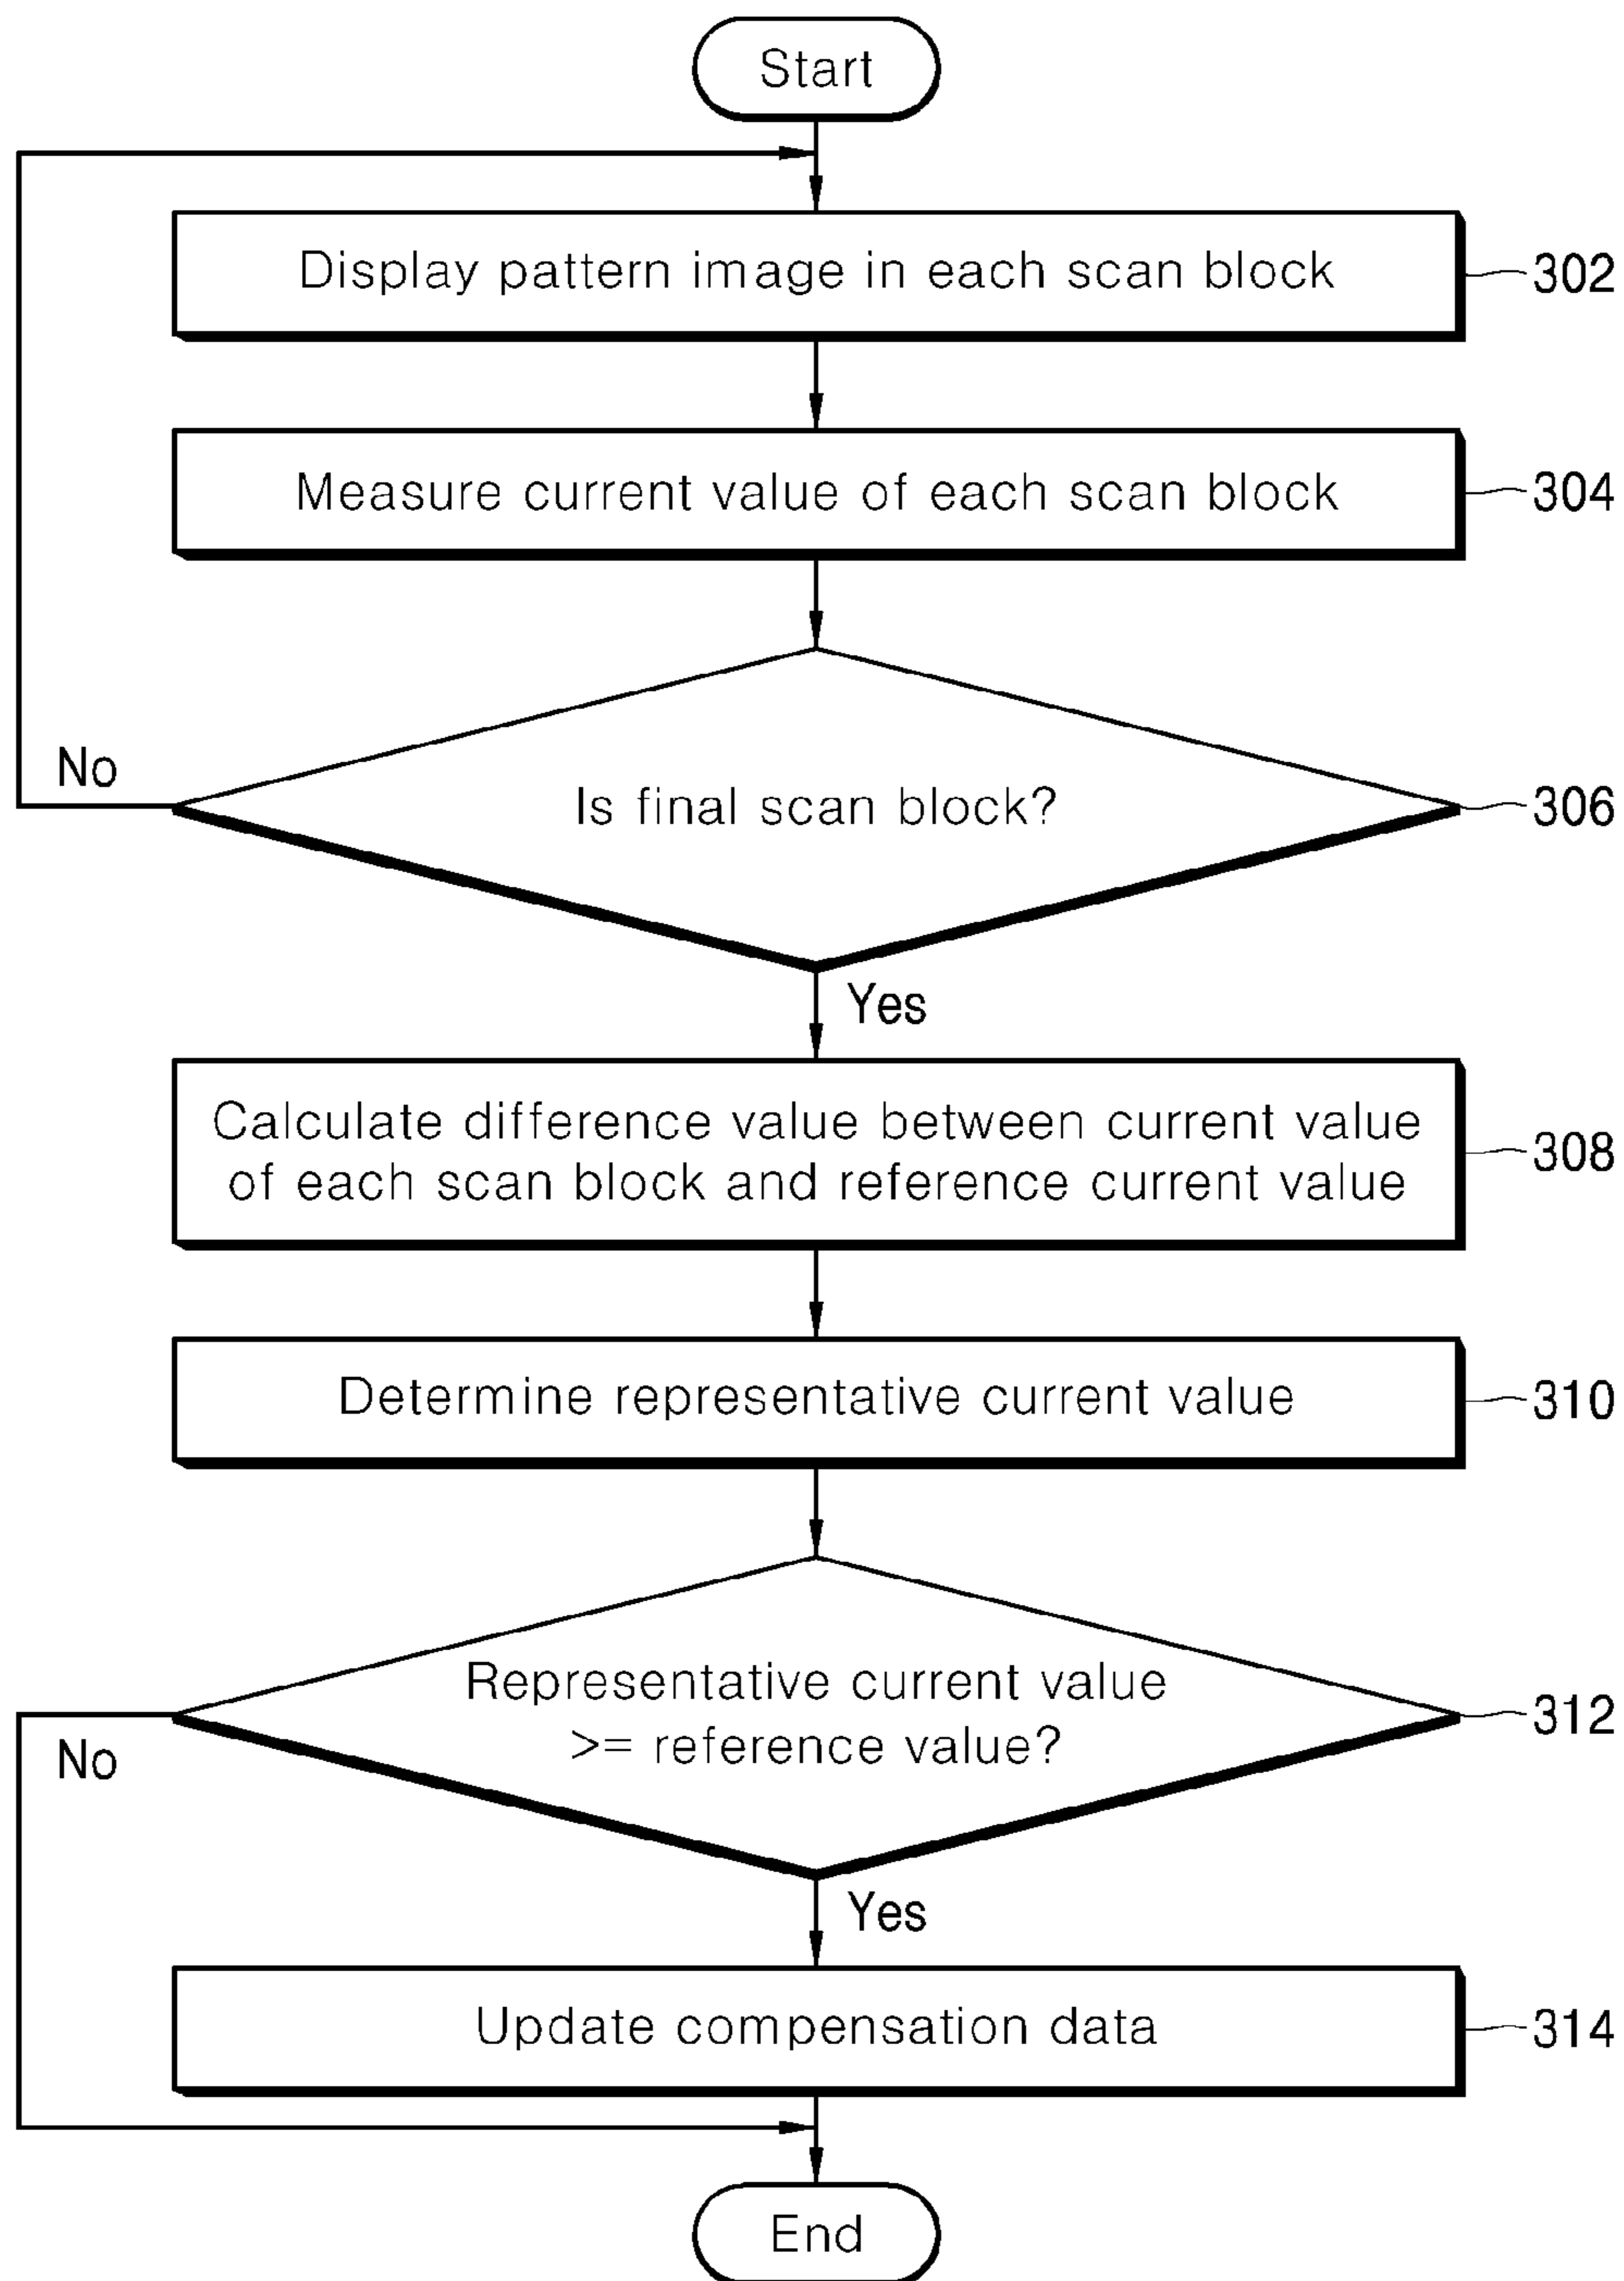 Start
Display pattern image in each scan block
302
Measure current value of each scan block
304
No
Is final scan block?
306
Yes
Calculate difference value between current value
of each scan block and reference current value
308
Determine representative current value
310
Representative current value
>= reference value?
312
No
Yes
Update compensation data
314
End